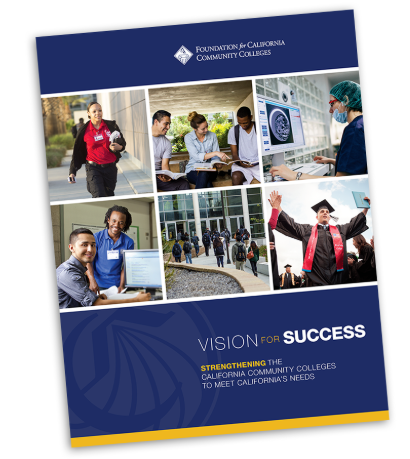 FOUNDATION for CALIFORNIA
COMMUNITY COLLEGES
VISION FOR SUCCESS
STRENGTHENING THE
CALIFORNIA COMMUNITY COLLEGES
TO MEET CALIFORNIA'S NEEDS